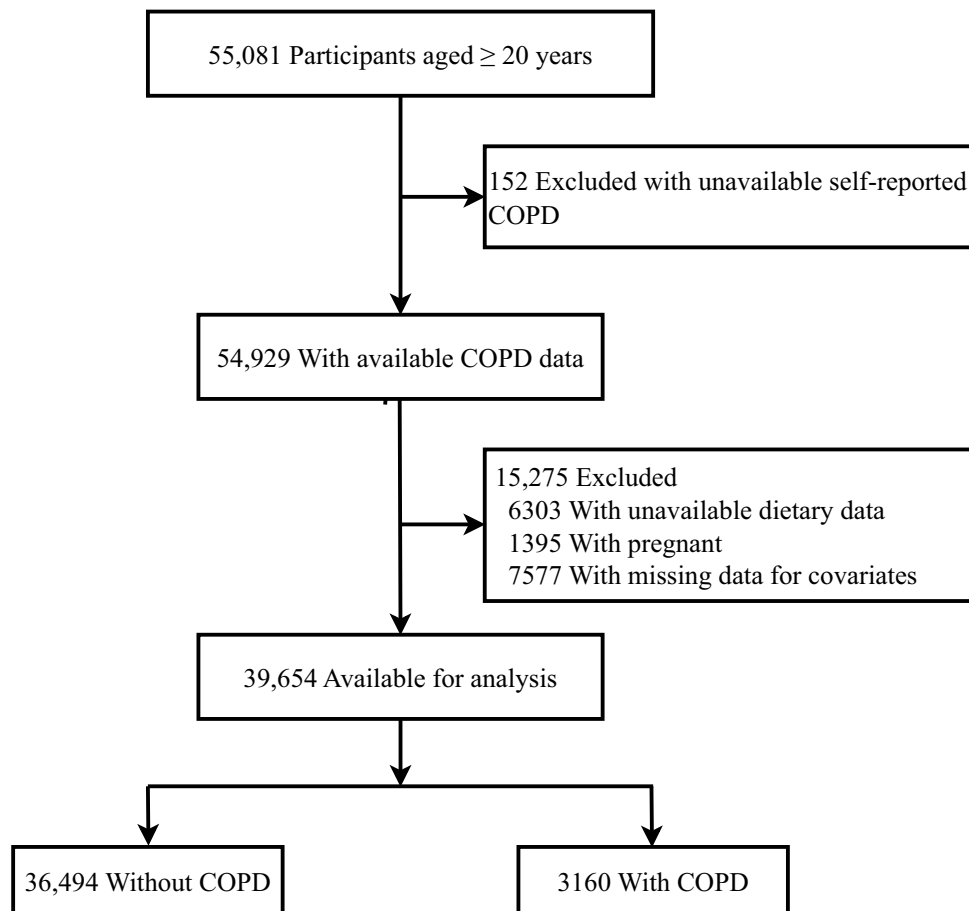 55,081 Participants aged ≥ 20 years
152 Excluded with unavailable self-reported
COPD
54,929 With available COPD data
15,275 Excluded
6303 With unavailable dietary data
1395 With pregnant
7577 With missing data for covariates
39,654 Available for analysis
36,494 Without COPD
3160 With COPD